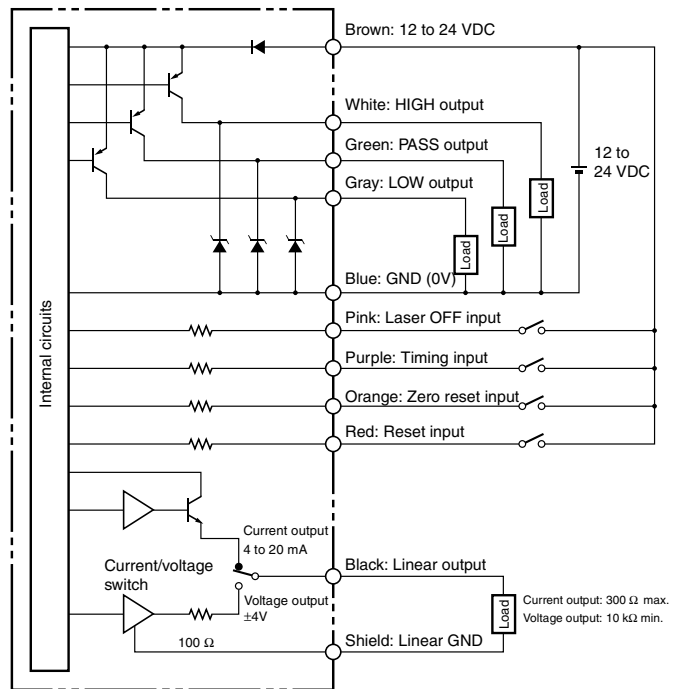 Brown: 12 to 24 VDC
White: HIGH output
Green: PASS output
Gray: LOW output
12 to
24 VDC
Load
Load
Load
Blue: GND (0V)
Internal circuits
Pink: Laser OFF input
Purple: Timing input
Orange: Zero reset input
Red: Reset input
Current output
4 to 20 mA
Current/voltage
switch
Black: Linear output
Voltage output
±4V
Load
Current output: 300 Ω max.
Voltage output: 10 kΩ min.
100 Ω
Shield: Linear GND